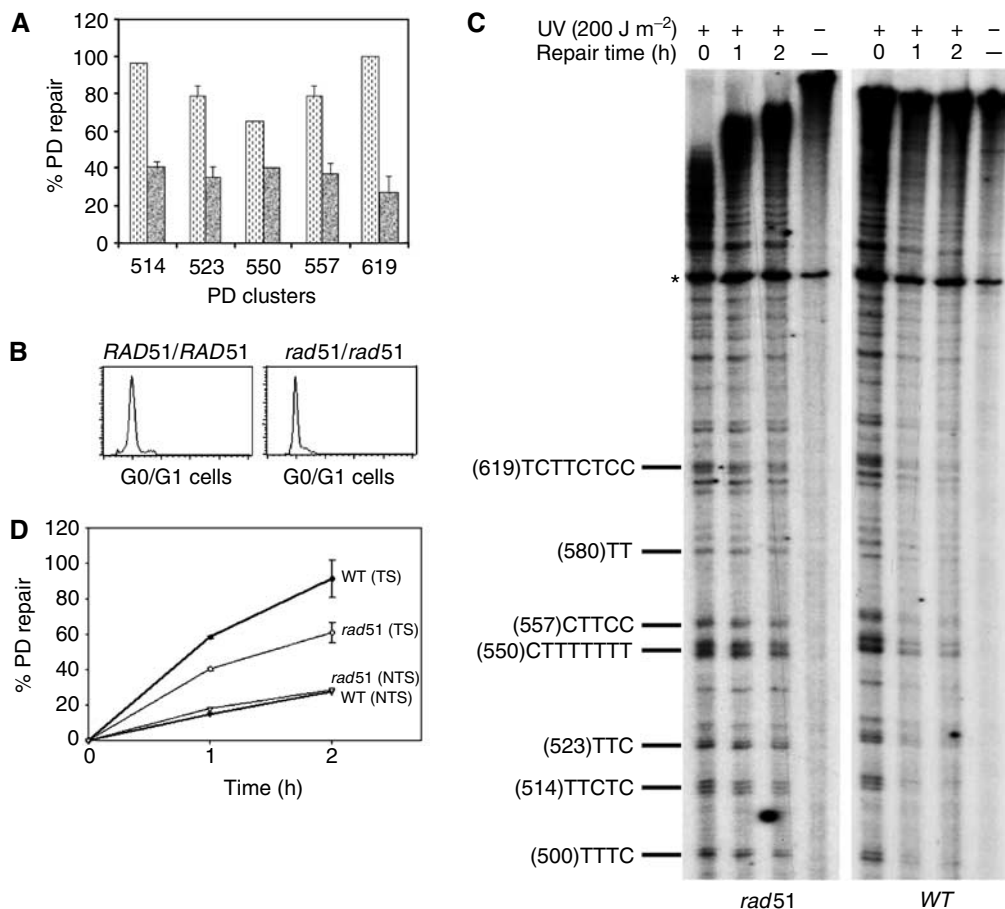 A
120
100
80
60
40
20
0
% PD repair
514 523 550 557 619
PD clusters
B
RAD51/RAD51 rad51/rad51
G0/G1 cells G0/G1 cells
D
120
100
80
60
40
20
0
% PD repair
WT (TS)
rad51 (TS)
rad51 (NTS)
WT (NTS)
0 1 2
Time (h)
C
UV (200 J m⁻²) + + + − + + + −
Repair time (h) 0 1 2 — 0 1 2 —
*
(619)TCTTCTCC
(580)TT
(557)CTTCC
(550)CTTTTTTT
(523)TTC
(514)TTCTC
(500)TTTC
rad51 WT